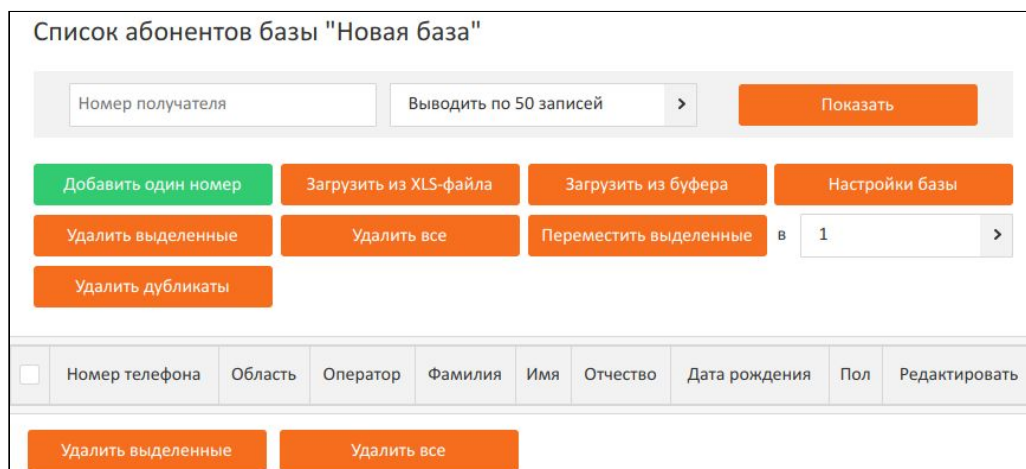 Список абонентов базы "Новая база"
Номер получателя Выводить по 50 записей Показать
Добавить один номер Загрузить из XLS-файла Загрузить из буфера Настройки базы
Удалить выделенные Удалить все Переместить выделенные в 1
Удалить дубликаты
Номер телефона Область Оператор Фамилия Имя Отчество Дата рождения Пол Редактировать
Удалить выделенные Удалить все